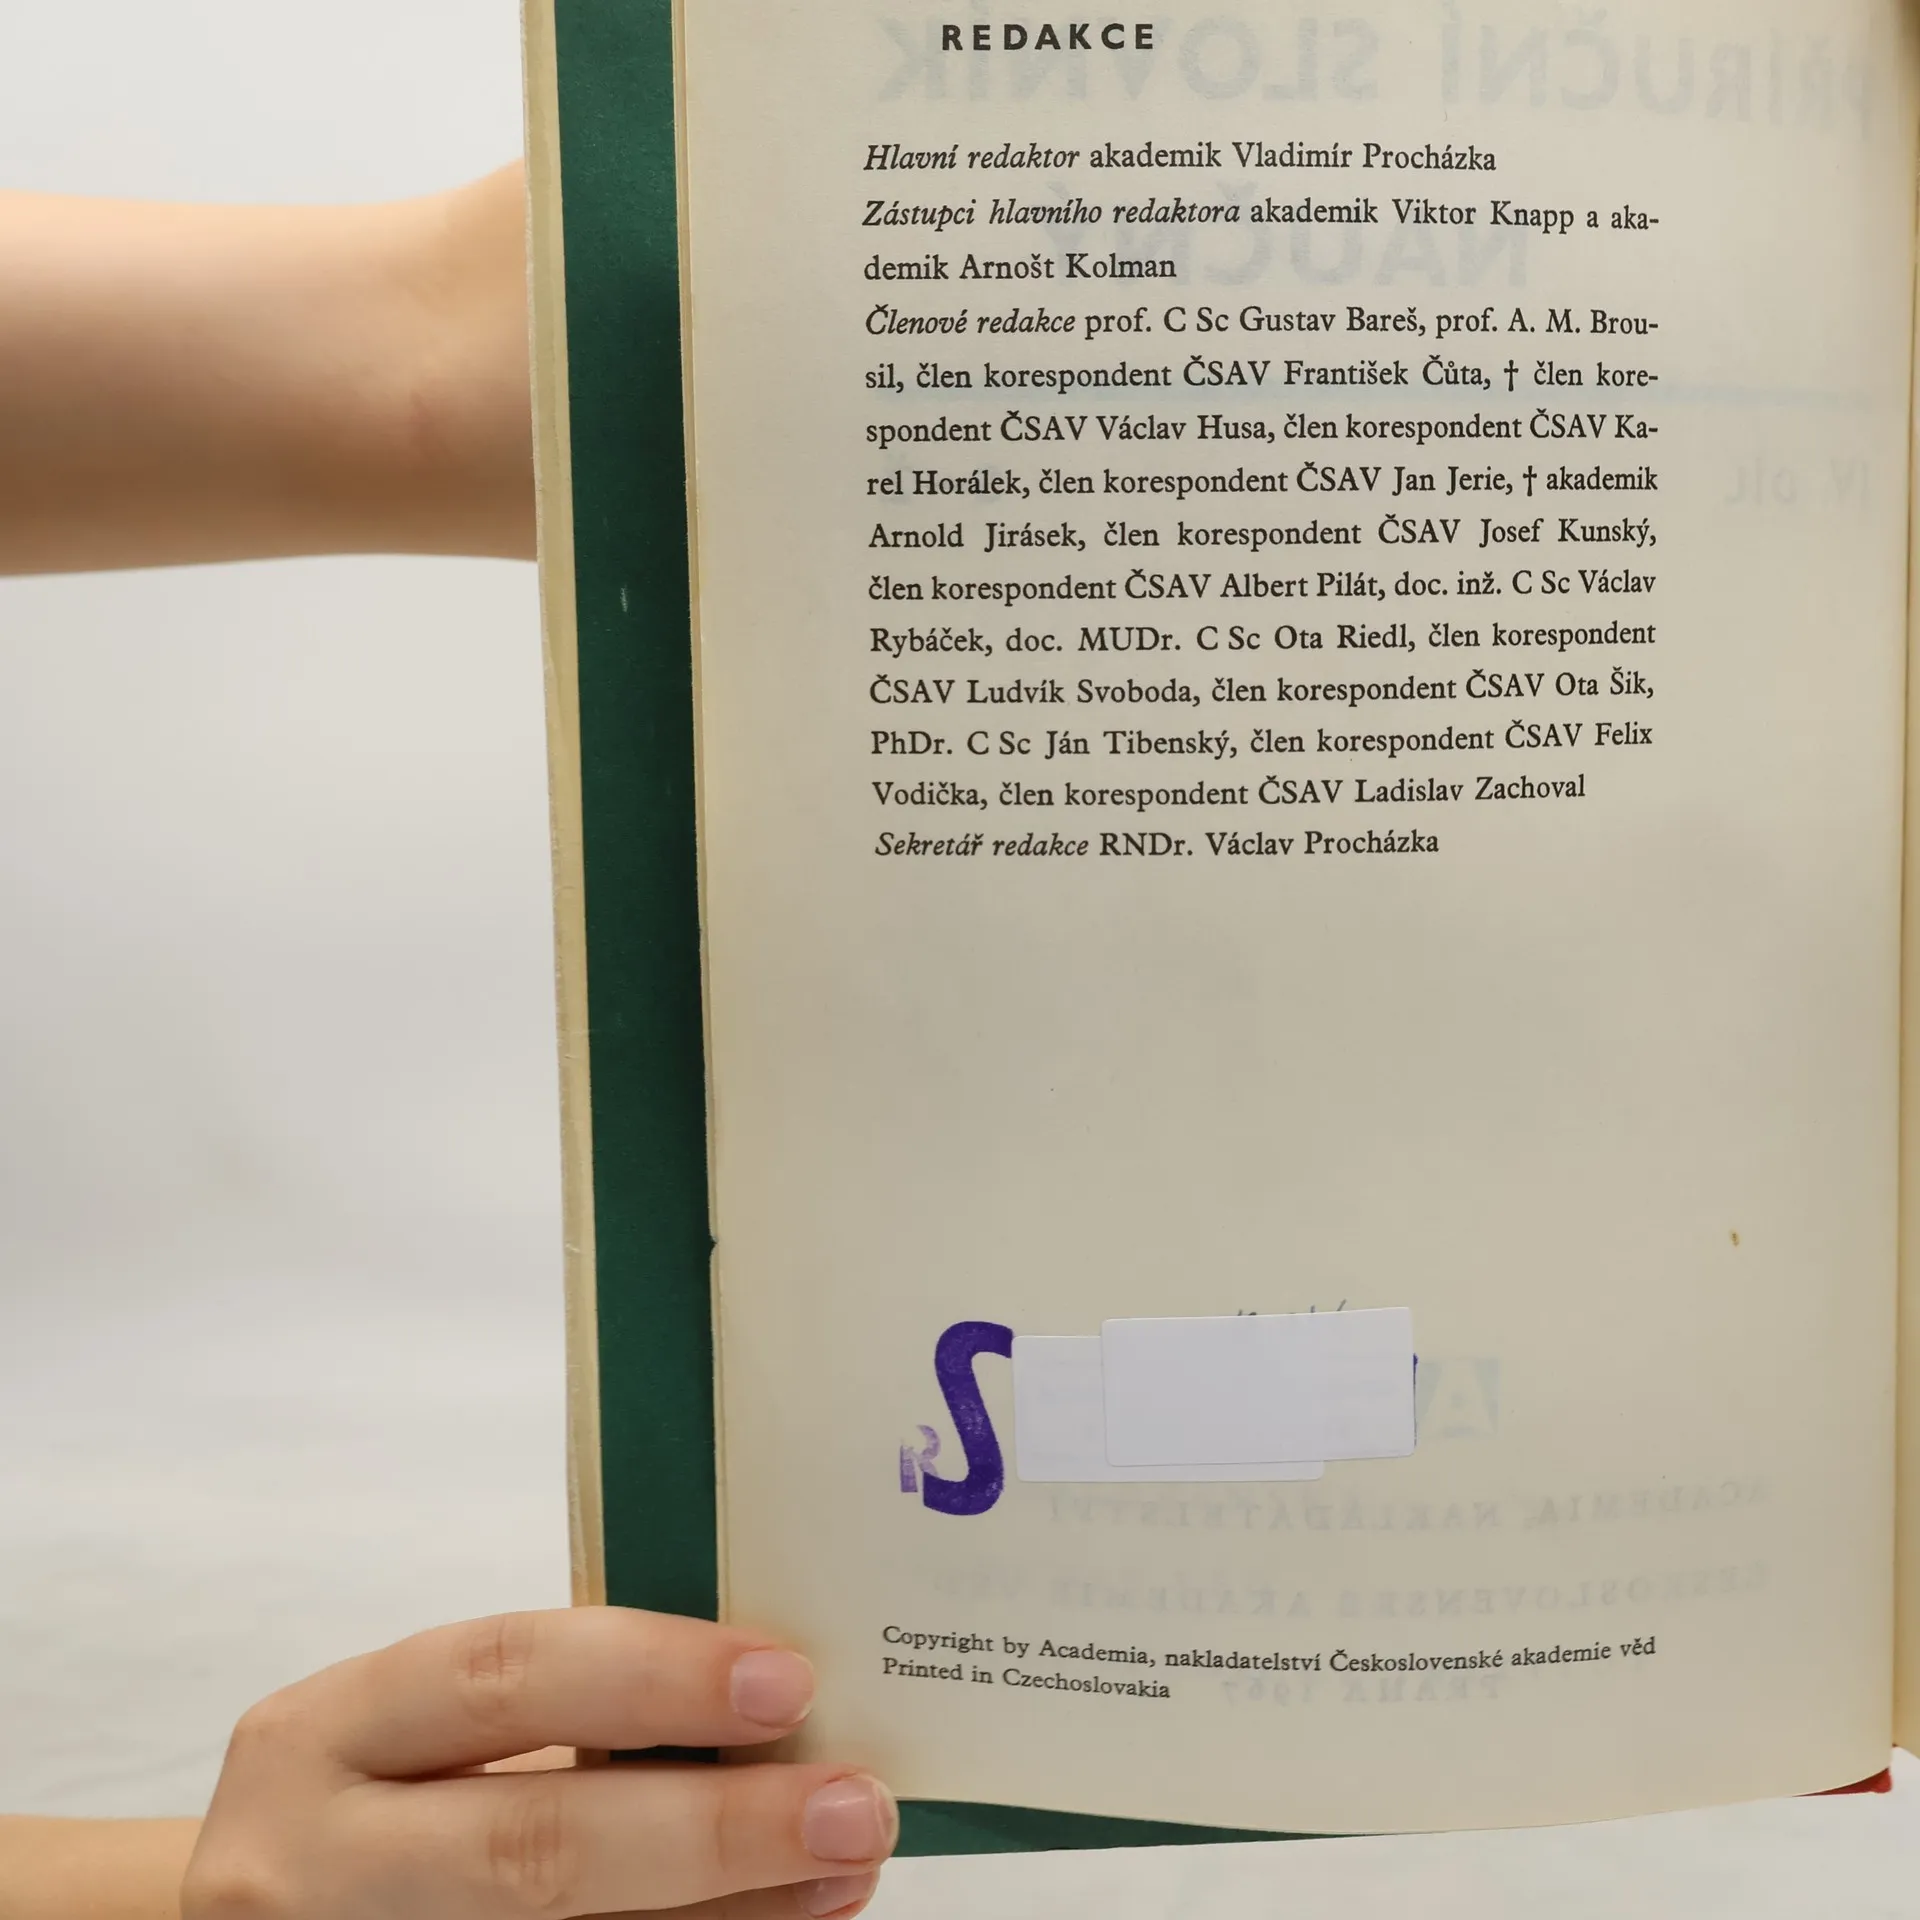 REDAKCE
Hlavní redaktor akademik Vladimír Procházka
Zástupci hlavního redaktora akademik Viktor Knapp a aka-
demik Arnošt Kolman
Členové redakce prof. C Sc Gustav Bareš, prof. A. M. Brou-
sil, člen korespondent ČSAV František Čůta, † člen kore-
spondent ČSAV Václav Husa, člen korespondent ČSAV Ka-
rel Horálek, člen korespondent ČSAV Jan Jerie, † akademik
Arnold Jirásek, člen korespondent ČSAV Josef Kunský,
člen korespondent ČSAV Albert Pilát, doc. inž. C Sc Václav
Rybáček, doc. MUDr. C Sc Ota Riedl, člen korespondent
ČSAV Ludvík Svoboda, člen korespondent ČSAV Ota Šik,
PhDr. C Sc Ján Tibenský, člen korespondent ČSAV Felix
Vodička, člen korespondent ČSAV Ladislav Zachoval
Sekretář redakce RNDr. Václav Procházka
S
R
Copyright by Academia, nakladatelství Československé akademie věd
Printed in Czechoslovakia